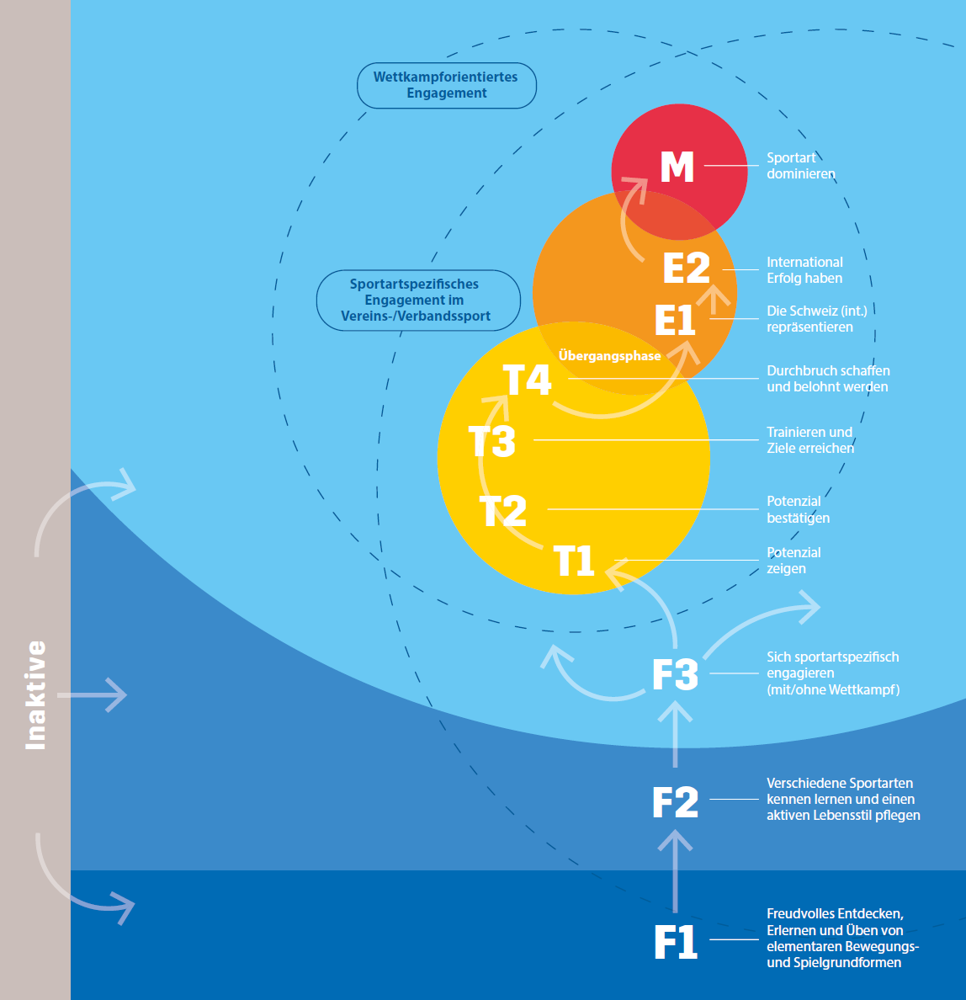 Wettkampforientiertes
Engagement
M
Sportart
dominieren
E2
International
Erfolg haben
Sportartspezifisches
Engagement im
Vereins-/Verbandssport
E1
Die Schweiz (int.)
repräsentieren
Übergangsphase
T4
Durchbruch schaffen
und belohnt werden
T3
Trainieren und
Ziele erreichen
T2
Potenzial
bestätigen
T1
Potenzial
zeigen
F3
Sich sportartspezifisch
engagieren
(mit/ohne Wettkampf)
Inaktive
F2
Verschiedene Sportarten
kennen lernen und einen
aktiven Lebensstil pflegen
F1
Freudvolles Entdecken,
Erlernen und Üben von
elementaren Bewegungs-
und Spielgrundformen